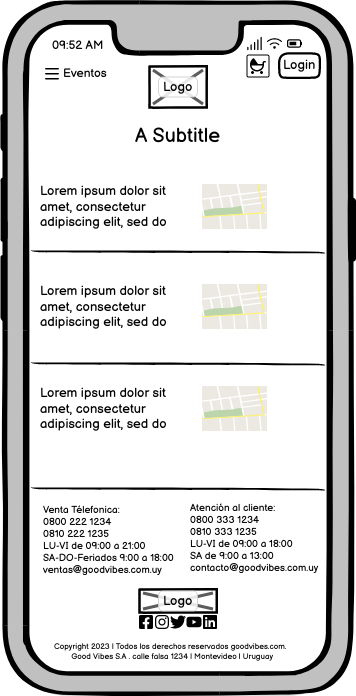 09:52 AM
Eventos
Logo
Login
A Subtitle
Lorem ipsum dolor sit
amet, consectetur
adipiscing elit, sed do
Lorem ipsum dolor sit
amet, consectetur
adipiscing elit, sed do
Lorem ipsum dolor sit
amet, consectetur
adipiscing elit, sed do
Venta Télefonica:
0800 222 1234
0810 222 1235
LU-VI de 09:00 a 21:00
SA-DO-Feriados 9:00 a 18:00
ventas@goodvibes.com.uy
Atención al cliente:
0800 333 1234
0810 333 1235
LU-VI de 09:00 a 18:00
SA de 9:00 a 13:00
contacto@goodvibes.com.uy
Logo
Copyright 2023 | Todos los derechos reservados goodvibes.com.
Good Vibes S.A . calle falsa 1234 | Montevideo | Uruguay